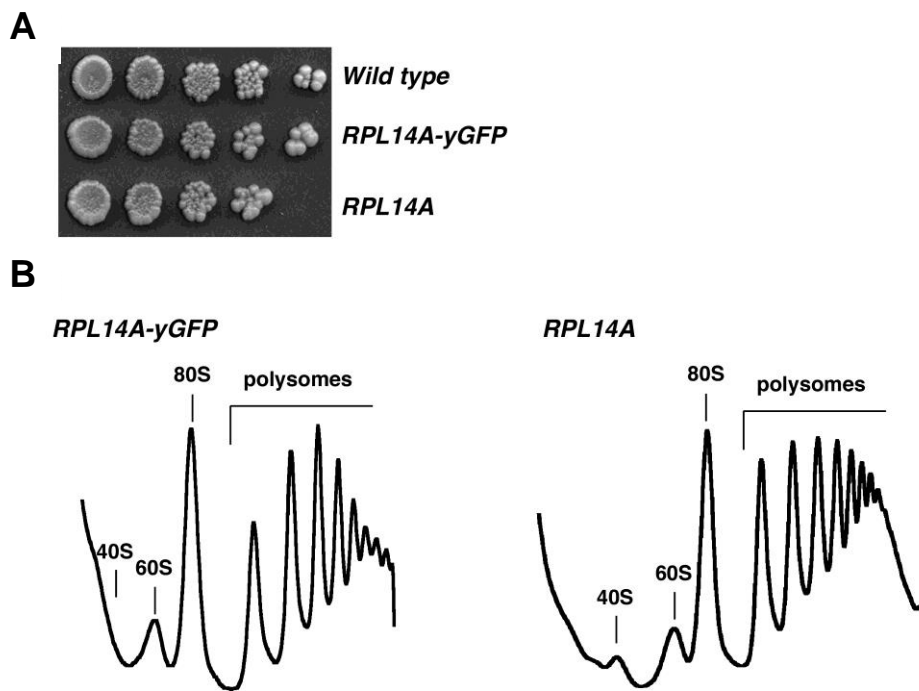 A
Wild type
RPL14A-yGFP
RPL14A
B
RPL14A-yGFP
80S
polysomes
40S
60S
RPL14A
80S
polysomes
40S
60S